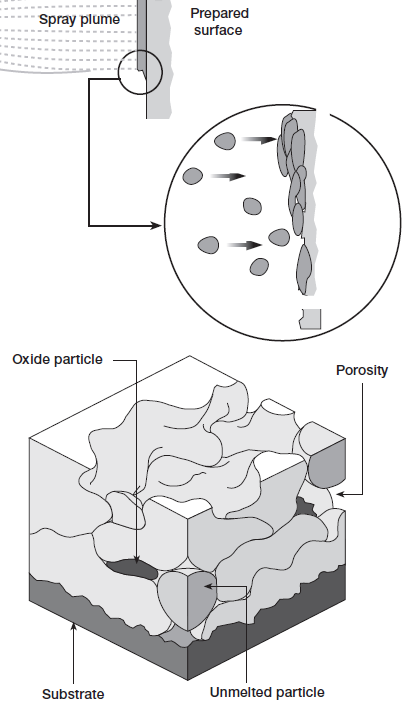 Spray plume
Prepared
surface
Oxide particle
Porosity
Substrate
Unmelted particle